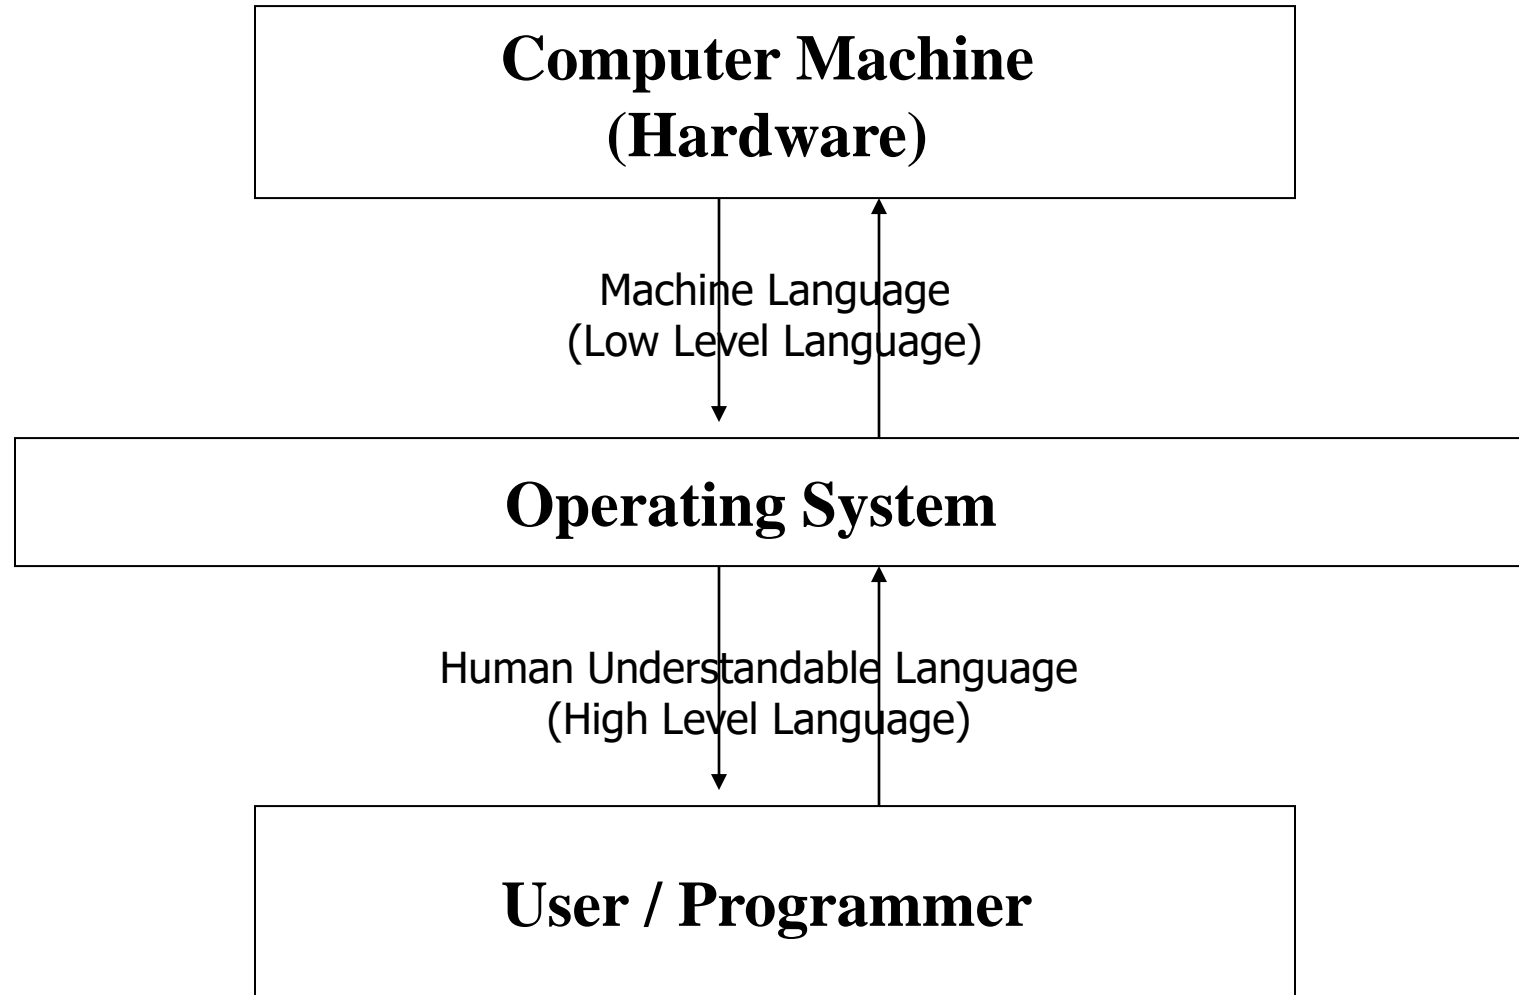 Computer Machine
(Hardware)
Machine Language
(Low Level Language)
Operating System
Human Understandable Language
(High Level Language)
User / Programmer